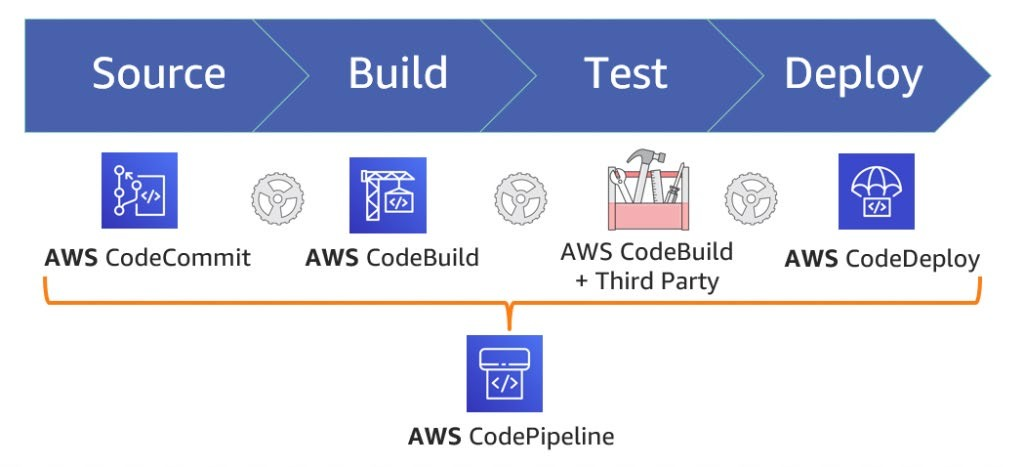 Source
Build
Test
Deploy
</>
</>
</>
AWS CodeCommit
AWS CodeBuild
AWS CodeBuild
+ Third Party
AWS CodeDeploy
</>
AWS CodePipeline